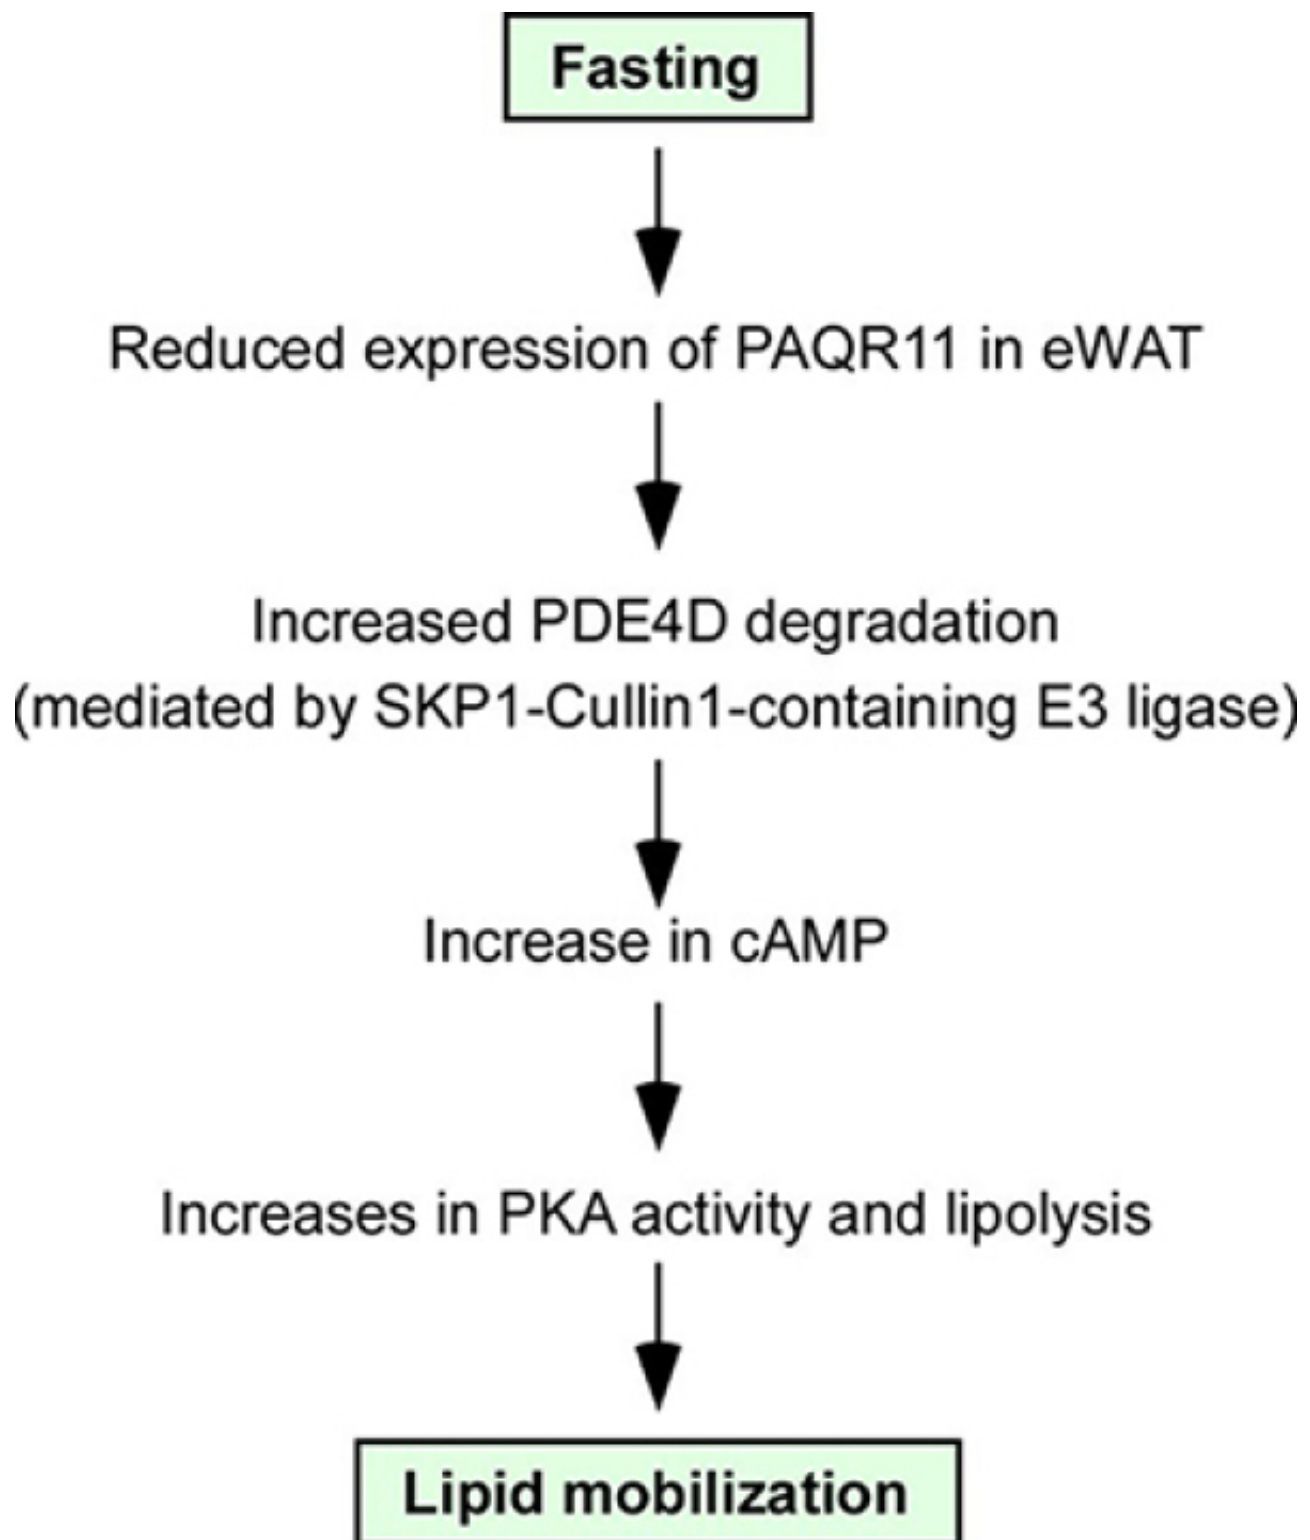 Fasting
Reduced expression of PAQR11 in eWAT
Increased PDE4D degradation
(mediated by SKP1-Cullin1-containing E3 ligase)
Increase in cAMP
Increases in PKA activity and lipolysis
Lipid mobilization